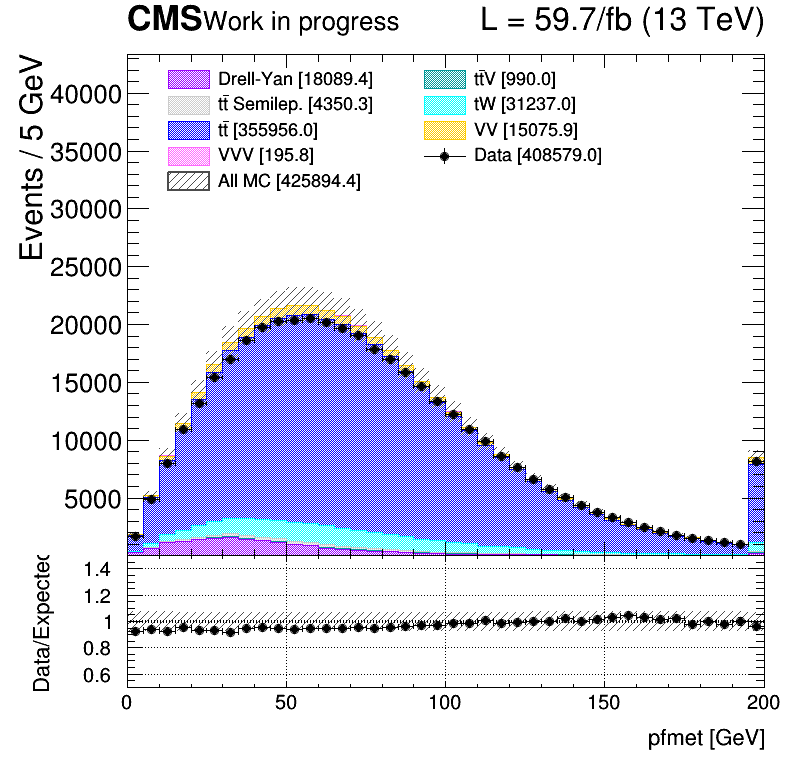 CMS Work in progress L = 59.7/fb (13 TeV)
Events / 5 GeV
Drell-Yan [18089.4]
tt̄ Semilep. [4350.3]
tt̄ [355956.0]
VVV [195.8]
All MC [425894.4]
tt̄V [990.0]
tW [31237.0]
VV [15075.9]
Data [408579.0]
40000
35000
30000
25000
20000
15000
10000
5000
Data/Expected
1.4
1.2
1
0.8
0.6
0 50 100 150 200
pfmet [GeV]